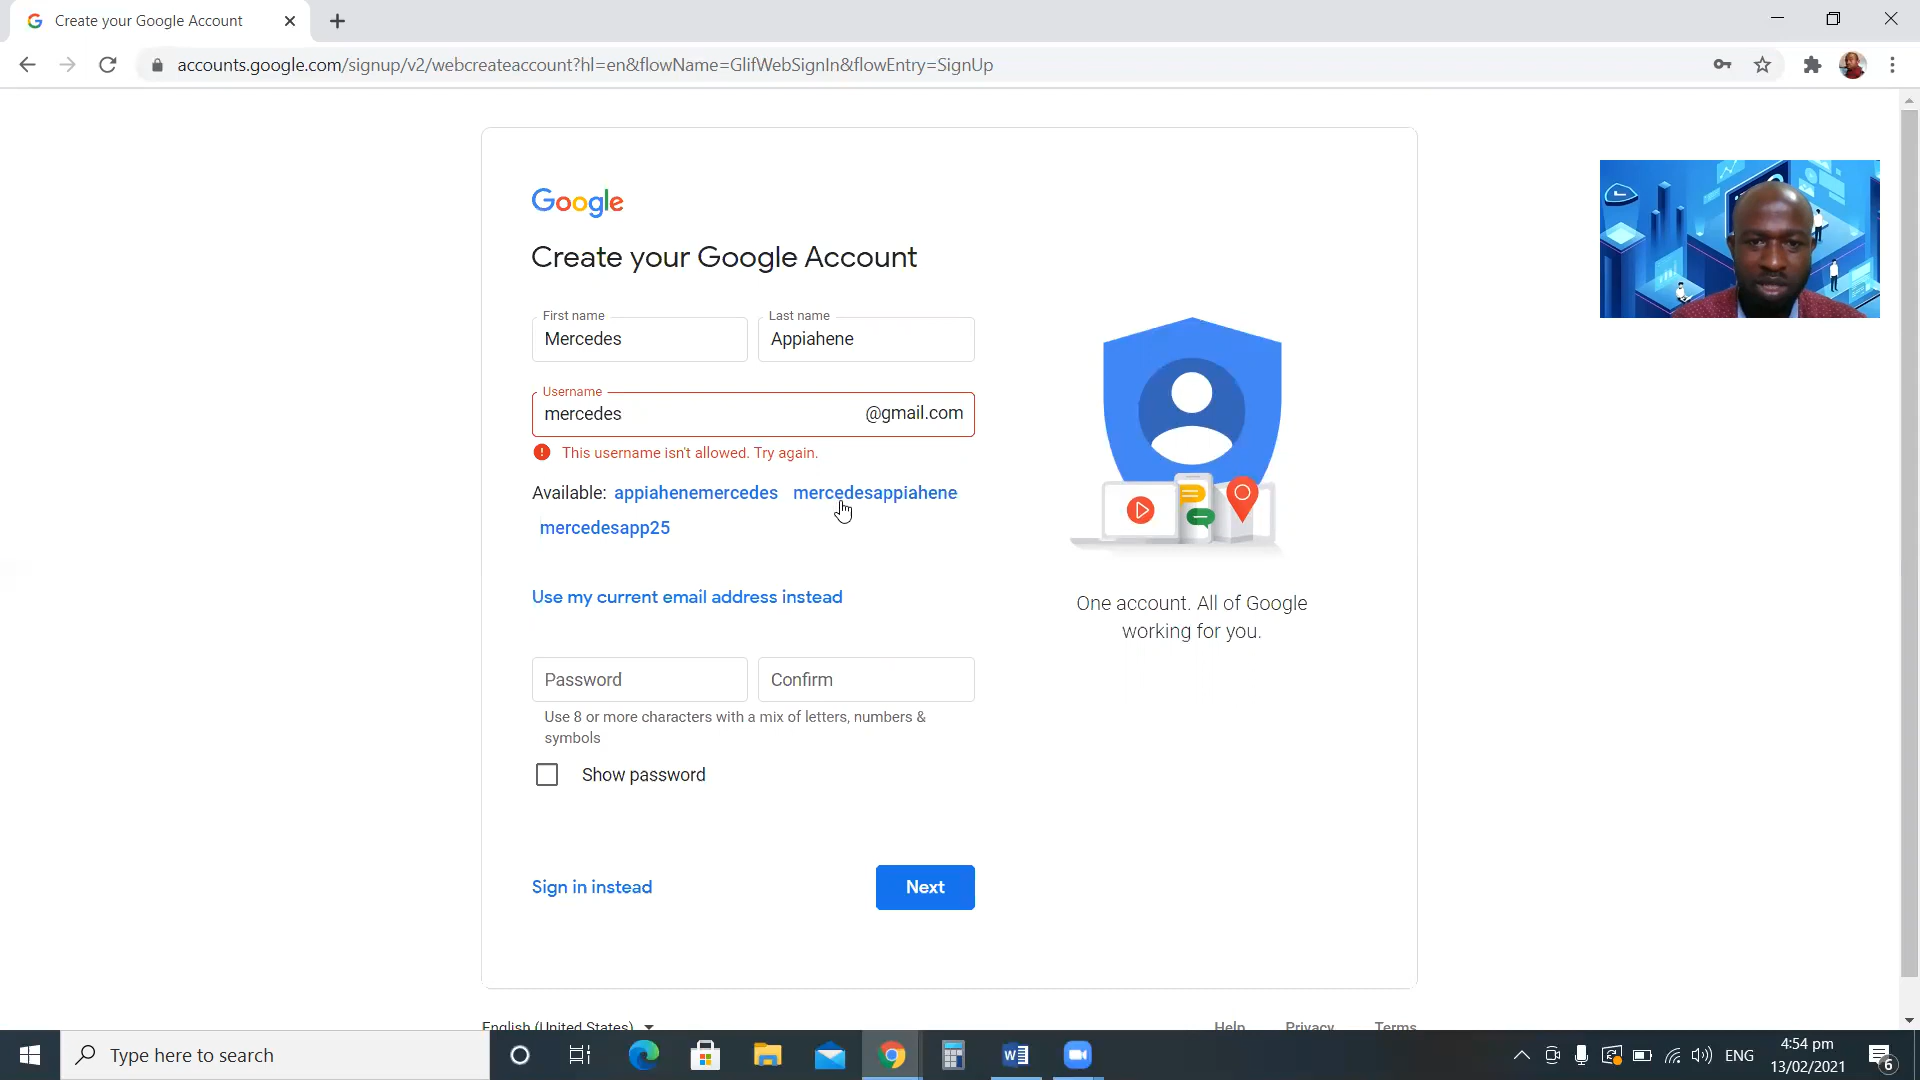 Create your Google Account
accounts.google.com/signup/v2/webcreateaccount?hl=en&flowName=GlifWebSignIn&flowEntry=SignUp
Google
Create your Google Account
First name
Last name
Mercedes
Appiahene
Username
mercedes
@gmail.com
This username isn't allowed. Try again.
Available: appiahenemercedes mercedesappiahene
mercedesapp25
Use my current email address instead
Password
Confirm
Use 8 or more characters with a mix of letters, numbers &
symbols
Show password
Sign in instead
Next
One account. All of Google
working for you.
English (United States)
Help
Privacy
Terms
Type here to search
ENG
4:54 pm
13/02/2021
6